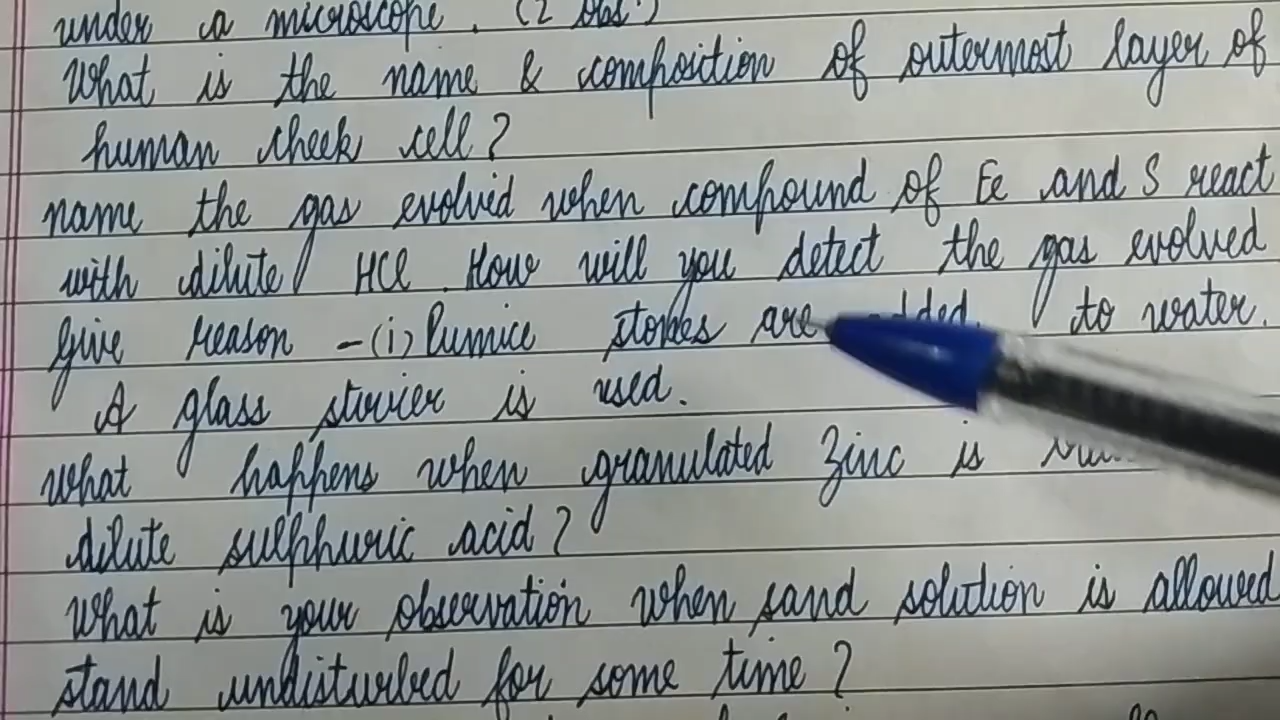 under a microscope. (2 obs.)
What is the name & composition of outermost layer of
human cheek cell?
name the gas evolved when compound of Fe and S react
with dilute HCl. How will you detect the gas evolved
Give reason - (i) Pumice stones are added to water.
A glass stirrer is used.
what happens when granulated Zinc is
dilute sulphuric acid?
What is your observation when sand solution is allowed
stand undisturbed for some time?